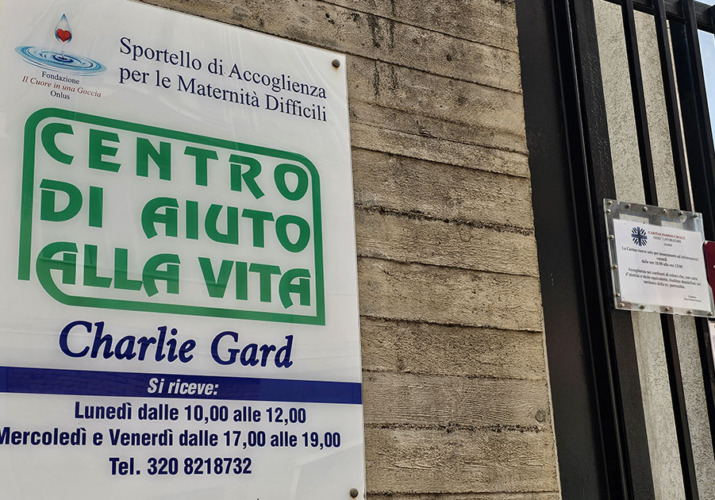 Fondazione
Il Cuore in una Goccia
Onlus
Sportello di Accoglienza
per le Maternità Difficili
CENTRO
DI AIUTO
ALLA VITA
Charlie Gard
Si riceve:
Lunedì dalle 10,00 alle 12,00
Mercoledì e Venerdì dalle 17,00 alle 19,00
Tel. 320 8218732